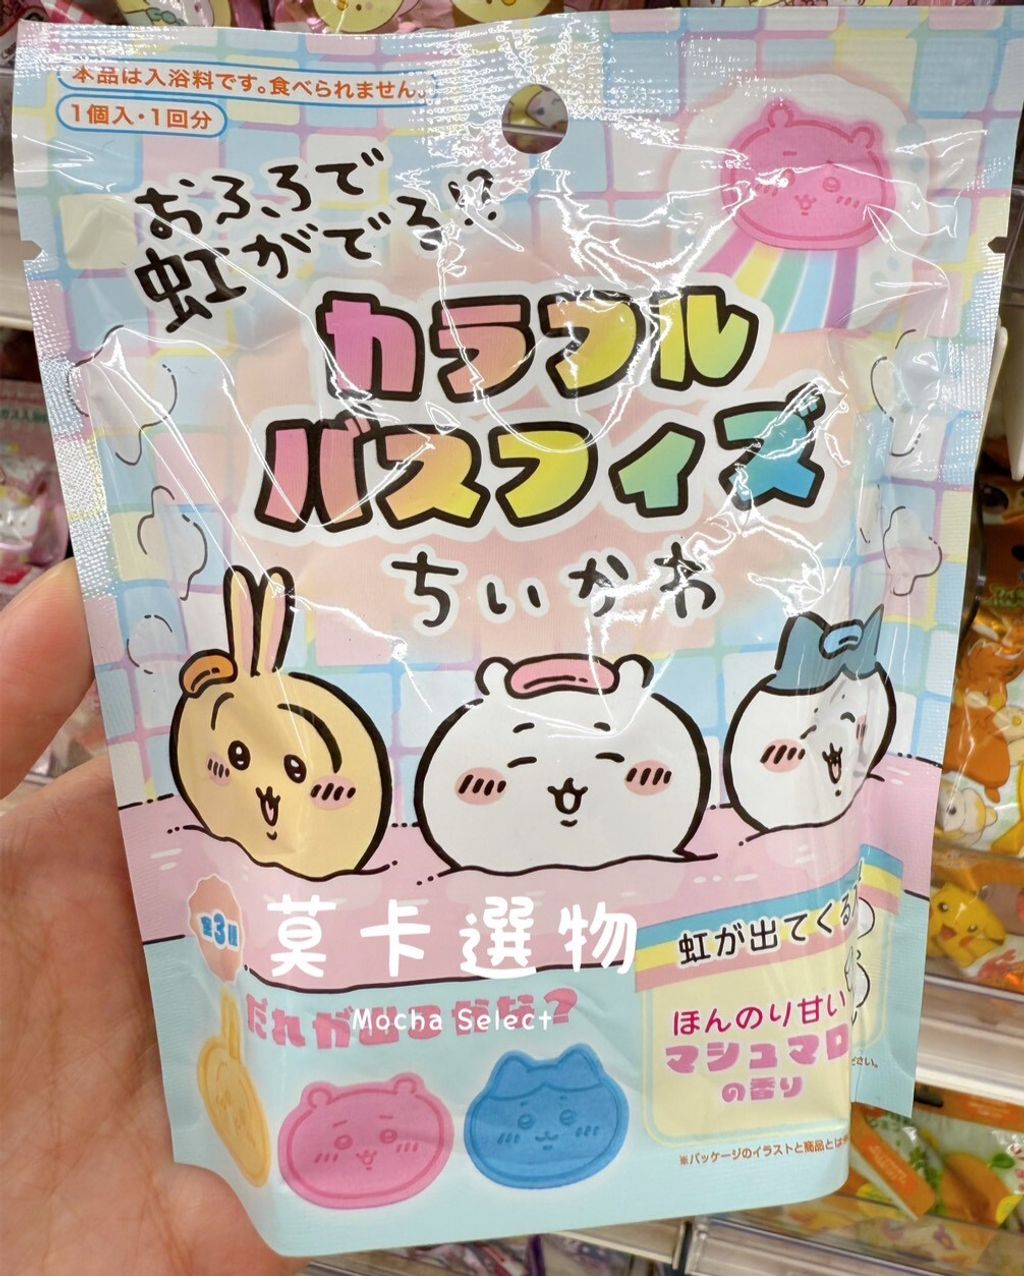 本品は入浴料です。食べられません。
1個入・1回分
おふろで
虹がでる!?
カラフル
バスフィズ
ちいかわ
全3種
莫卡選物
虹が出てくる
だれが出るかな?
Mocha Select
ほんのり甘い
マシュマロ
の香り
ださい。
※パッケージのイラストと商品とは